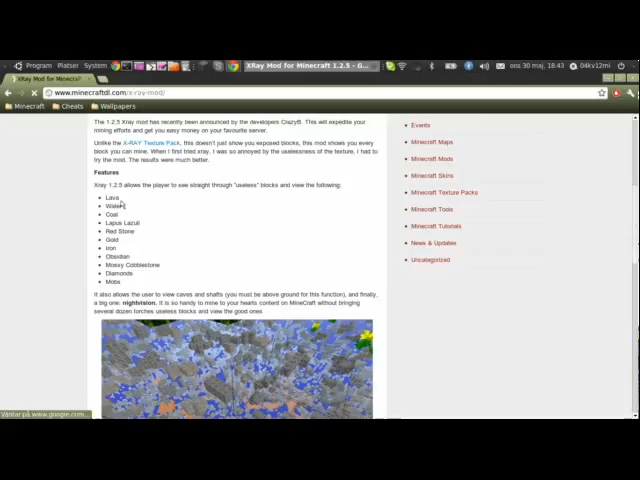 Program Platser System
XRay Mod for Minecraft 1.2.5 - G...
ons 30 maj, 18.43
04kv12mi
XRay Mod for Minecraf
www.minecraftdl.com/x-ray-mod/
Minecraft Cheats Wallpapers
The 1.2.5 Xray mod has recently been announced by the developers CrazyB. This will expedite your
mining efforts and get you easy money on your favourite server.
Unlike the X-RAY Texture Pack, this doesn't just show you exposed blocks, this mod shows you every
block you can mine. When I first tried xray, I was so annoyed by the uselessness of the texture, I had to
try the mod. The results were much better.
Features
Xray 1.2.5 allows the player to see straight through "useless" blocks and view the following:
Lava
Water
Coal
Lapus Lazuli
Red Stone
Gold
Iron
Obsidian
Mossy Cobblestone
Diamonds
Mobs
It also allows the user to view caves and shafts (you must be above ground for this function), and finally,
a big one: nightvision. It is so handy to mine to your hearts content on MineCraft without bringing
several dozen torches useless blocks and view the good ones
Events
Minecraft Maps
Minecraft Mods
Minecraft Skins
Minecraft Texture Packs
Minecraft Tools
Minecraft Tutorials
News & Updates
Uncategorized
Väntar på www.google.com...